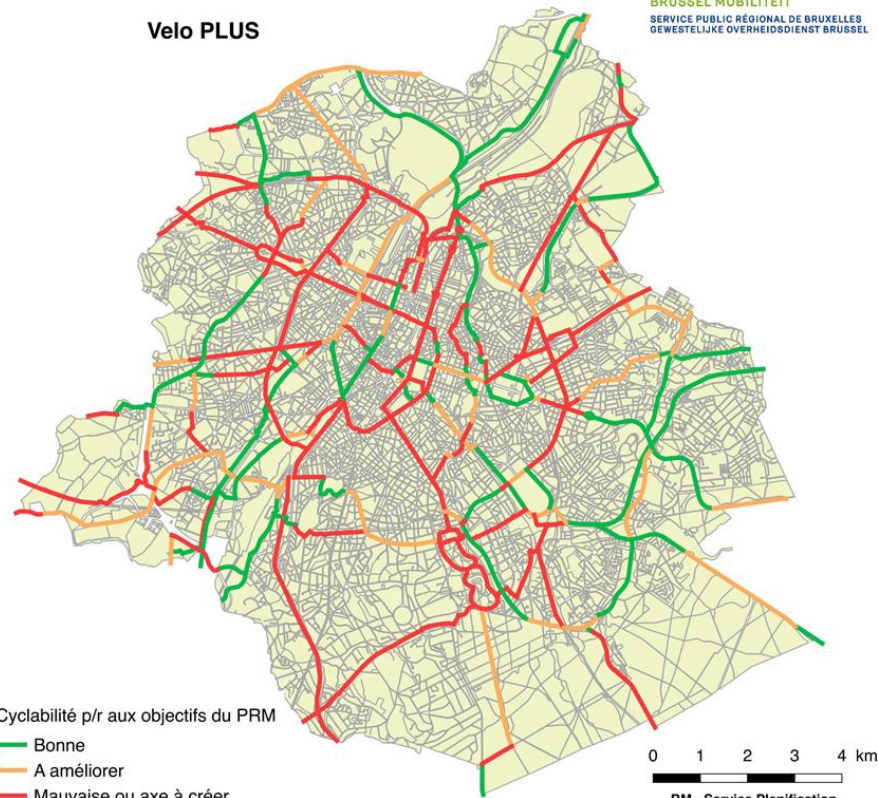 BRUSSEL MOBILITEIT
SERVICE PUBLIC RÉGIONAL DE BRUXELLES
GEWESTELIJKE OVERHEIDSDIENST BRUSSEL
Velo PLUS
Cyclabilité p/r aux objectifs du PRM
Bonne
A améliorer
Mauvaise ou axe à créer
0 1 2 3 4 km
BM - Service Planification